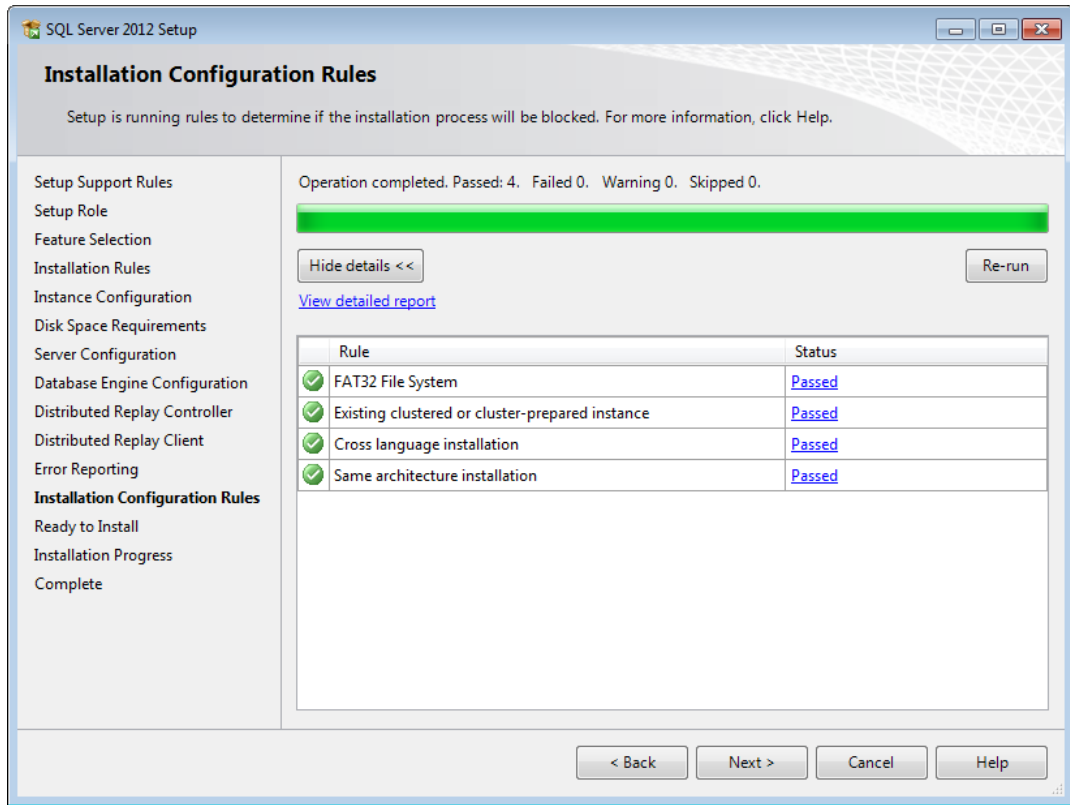 SQL Server 2012 Setup
Installation Configuration Rules
Setup is running rules to determine if the installation process will be blocked. For more information, click Help.
Setup Support Rules
Setup Role
Feature Selection
Installation Rules
Instance Configuration
Disk Space Requirements
Server Configuration
Database Engine Configuration
Distributed Replay Controller
Distributed Replay Client
Error Reporting
Installation Configuration Rules
Ready to Install
Installation Progress
Complete
Operation completed. Passed: 4.   Failed 0.   Warning 0.   Skipped 0.
Hide details <<
Re-run
View detailed report
Rule Status
FAT32 File System Passed
Existing clustered or cluster-prepared instance Passed
Cross language installation Passed
Same architecture installation Passed
< Back Next > Cancel Help